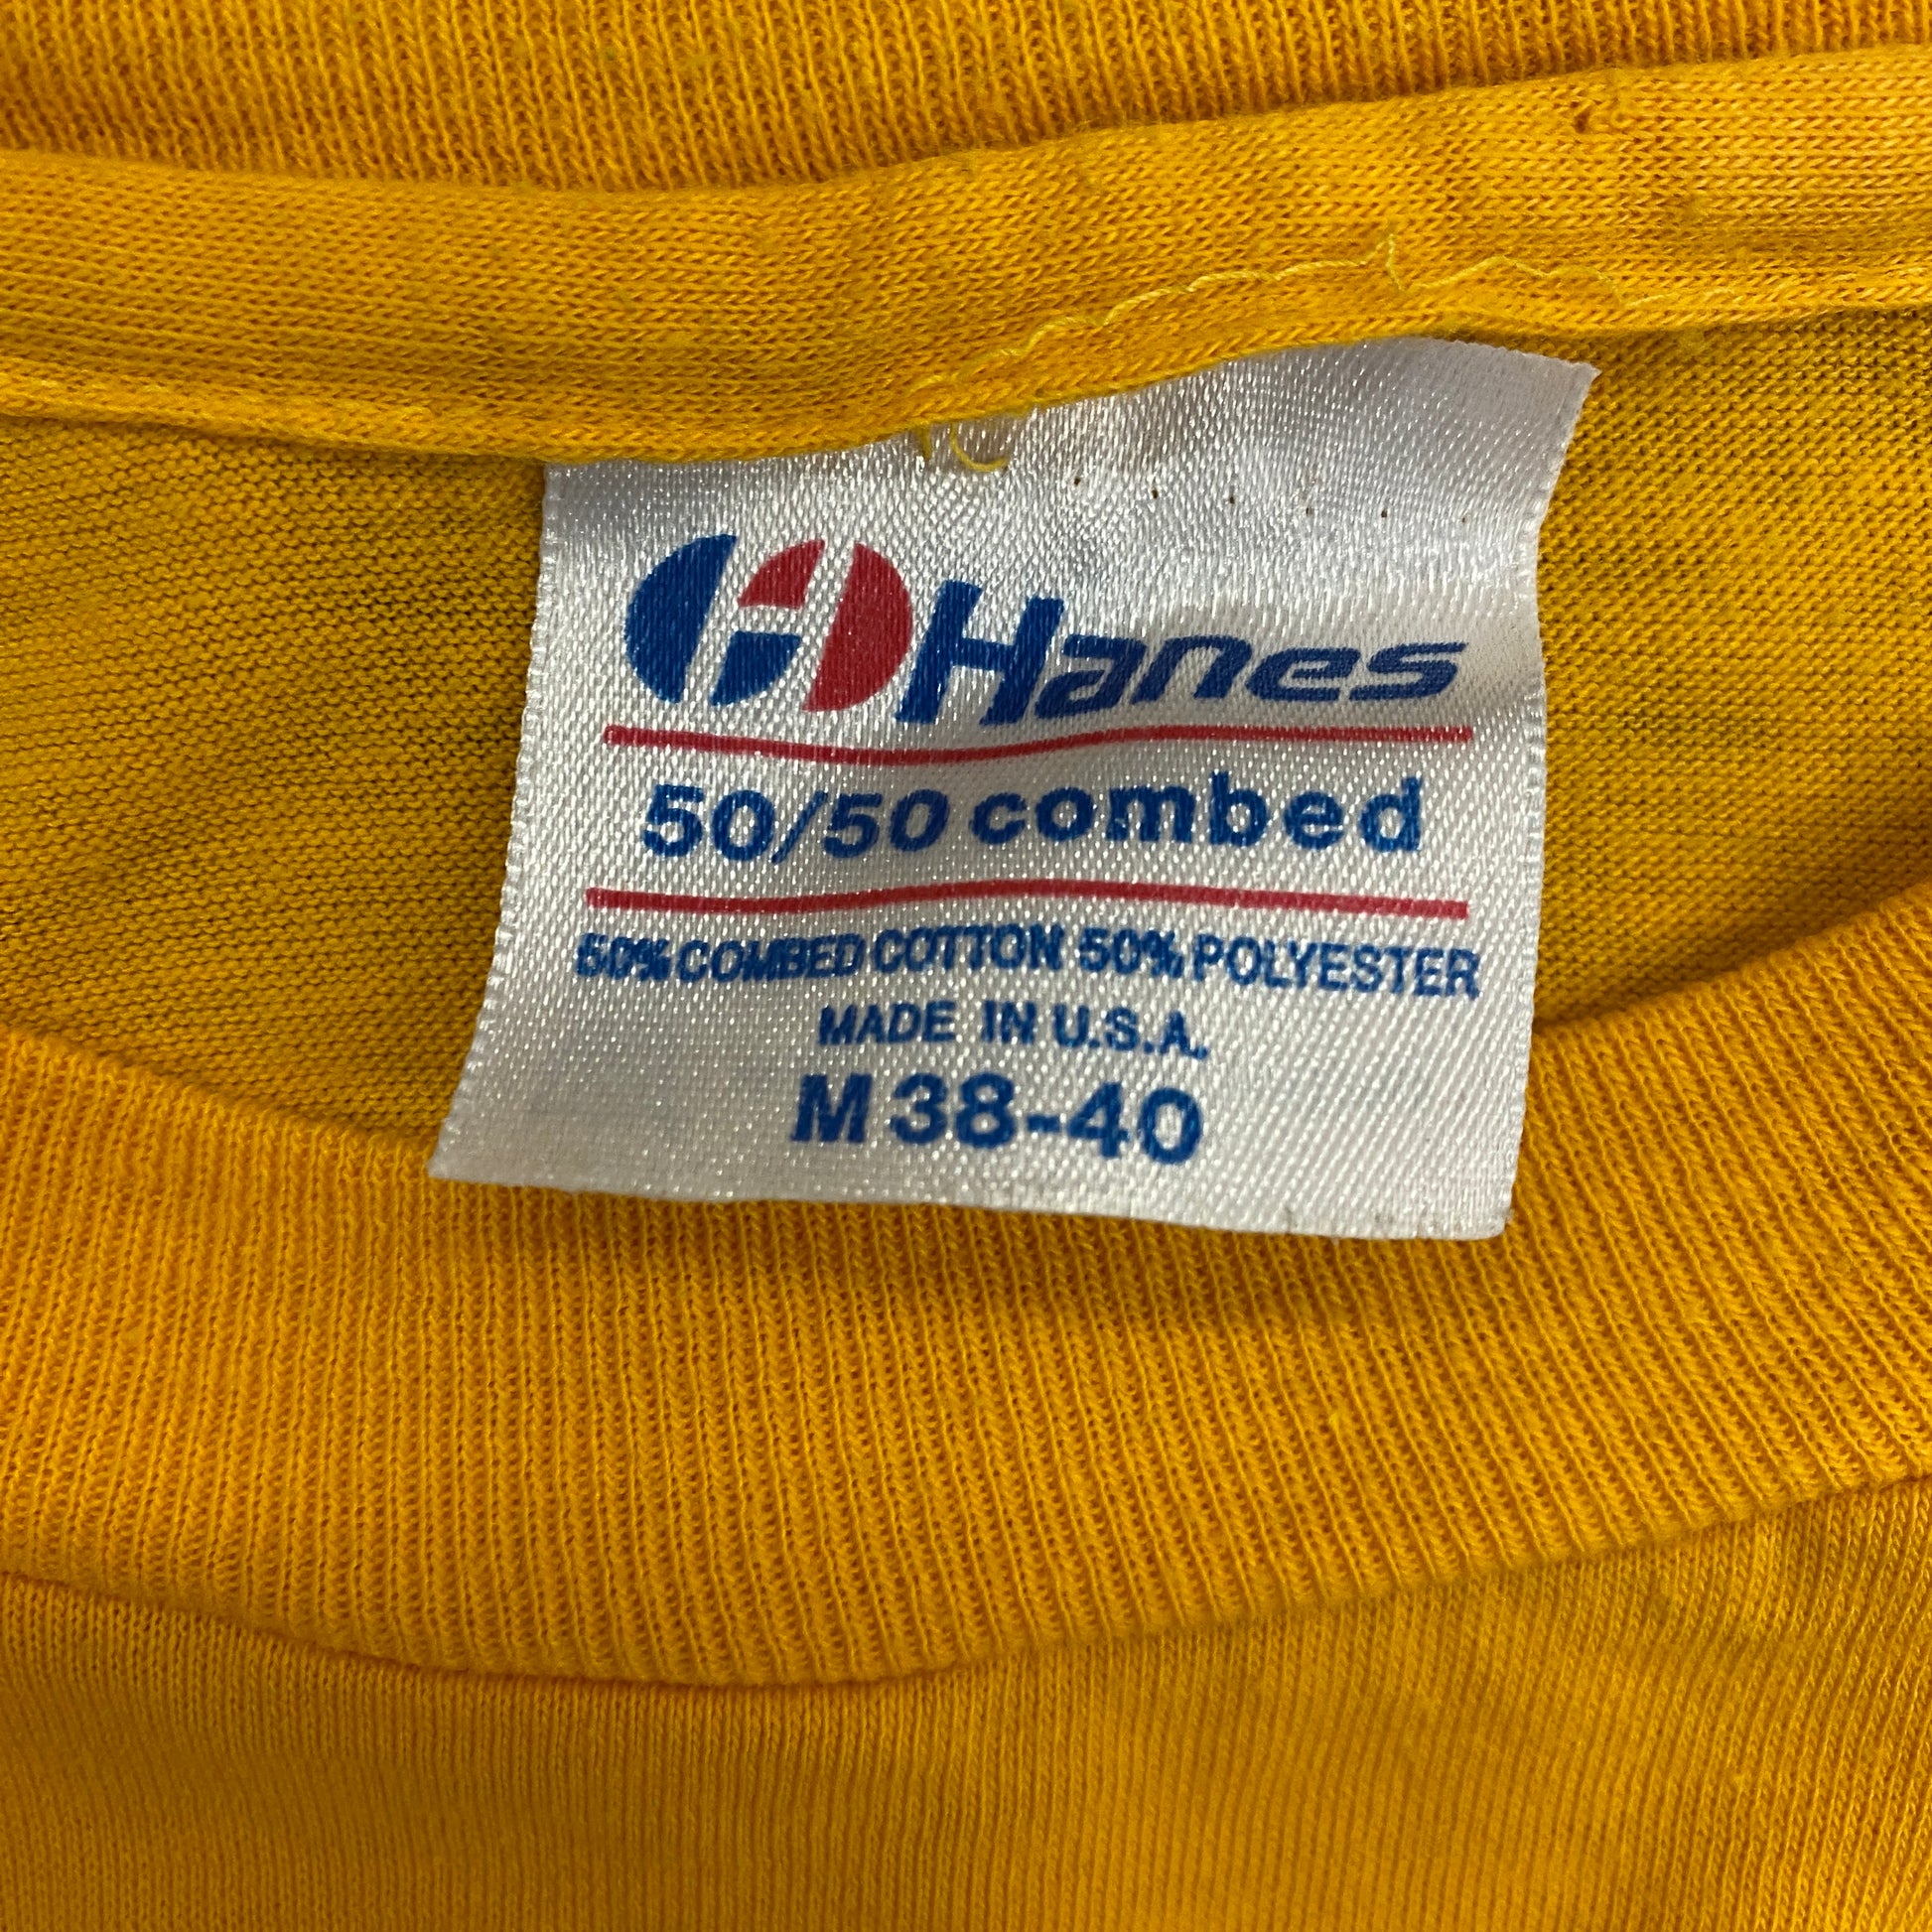 Hanes
50/50 combed
50% COMBED COTTON 50% POLYESTER
MADE IN U.S.A.
M 38-40